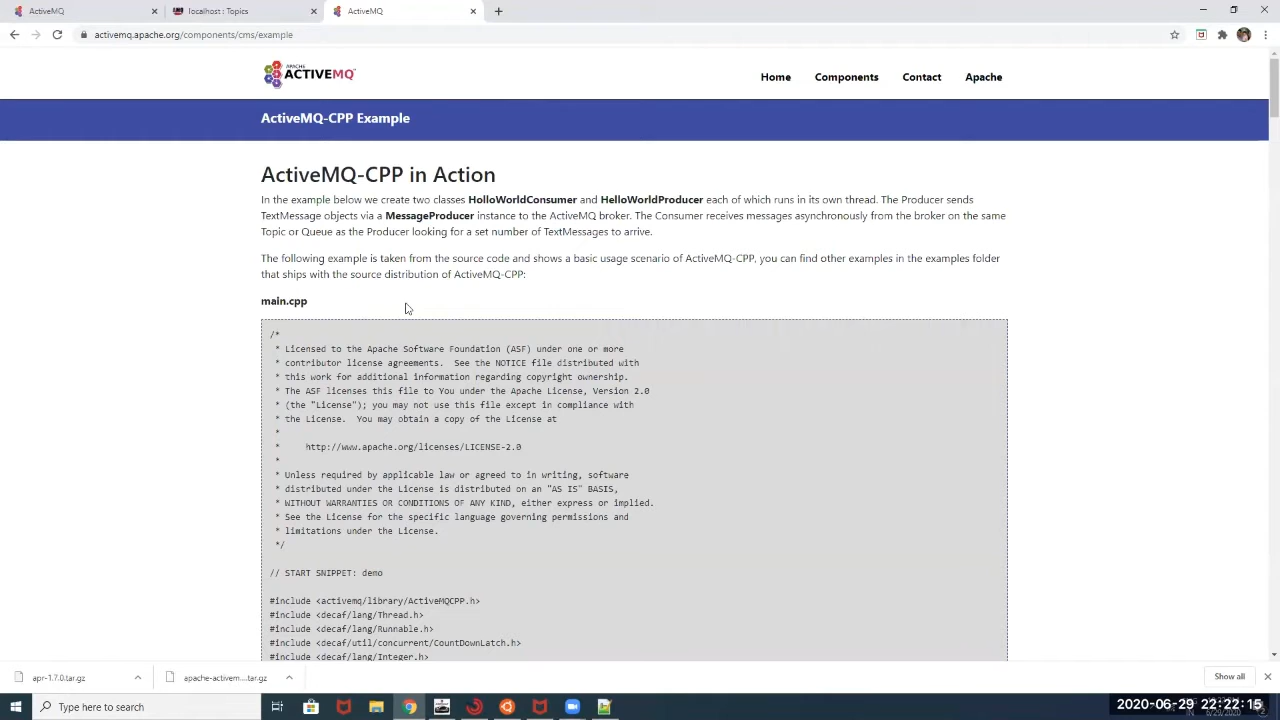 ActiveMQ
localhost : Topics
ActiveMQ
activemq.apache.org/components/cms/example
APACHE
ACTIVEMQ™
Home
Components
Contact
Apache
ActiveMQ-CPP Example
ActiveMQ-CPP in Action
In the example below we create two classes HolloWorldConsumer and HelloWorldProducer each of which runs in its own thread. The Producer sends
TextMessage objects via a MessageProducer instance to the ActiveMQ broker. The Consumer receives messages asynchronously from the broker on the same
Topic or Queue as the Producer looking for a set number of TextMessages to arrive.
The following example is taken from the source code and shows a basic usage scenario of ActiveMQ-CPP, you can find other examples in the examples folder
that ships with the source distribution of ActiveMQ-CPP:
main.cpp
/*
* Licensed to the Apache Software Foundation (ASF) under one or more
* contributor license agreements.  See the NOTICE file distributed with
* this work for additional information regarding copyright ownership.
* The ASF licenses this file to You under the Apache License, Version 2.0
* (the "License"); you may not use this file except in compliance with
* the License.  You may obtain a copy of the License at
*
*     http://www.apache.org/licenses/LICENSE-2.0
*
* Unless required by applicable law or agreed to in writing, software
* distributed under the License is distributed on an "AS IS" BASIS,
* WITHOUT WARRANTIES OR CONDITIONS OF ANY KIND, either express or implied.
* See the License for the specific language governing permissions and
* limitations under the License.
*/
// START SNIPPET: demo
#include <activemq/library/ActiveMQCPP.h>
#include <decaf/lang/Thread.h>
#include <decaf/lang/Runnable.h>
#include <decaf/util/concurrent/CountDownLatch.h>
#include <decaf/lang/Integer.h>
apr-1.7.0.tar.gz
apache-activem....tar.gz
Show all
Type here to search
2020-06-29 22:22:15